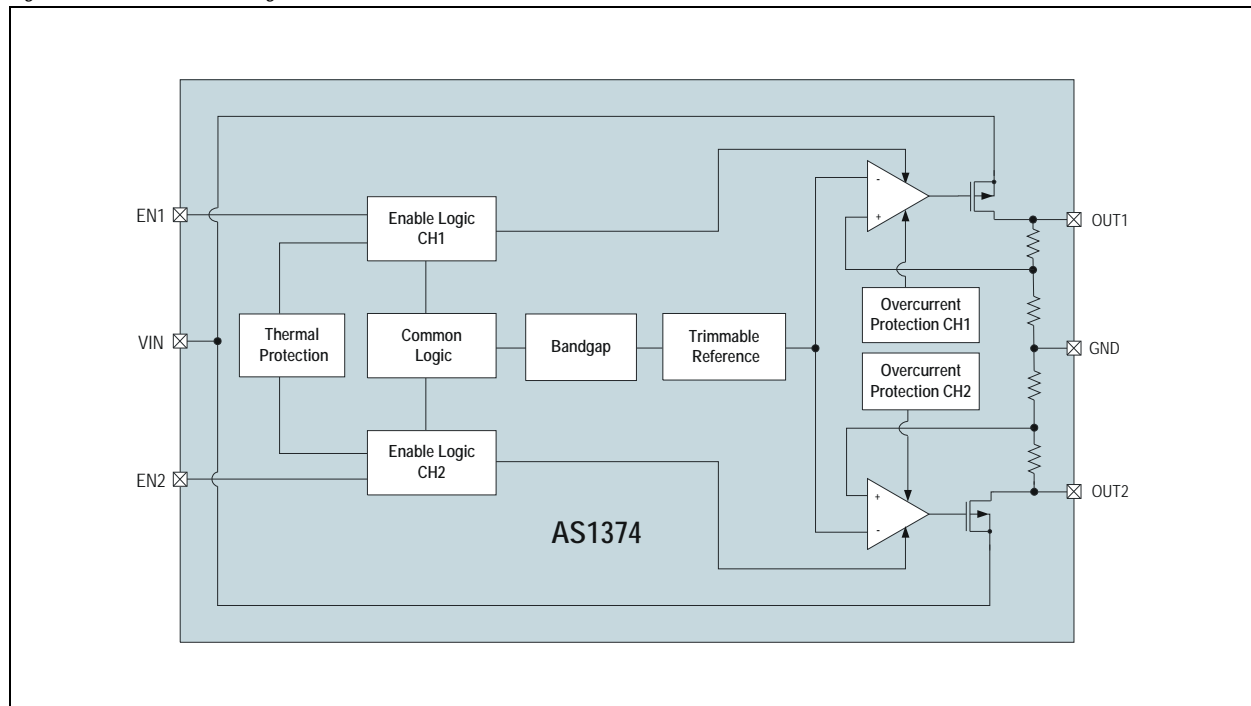 EN1
VIN
EN2
Enable Logic
CH1
Thermal
Protection
Common
Logic
Bandgap
Trimmable
Reference
Enable Logic
CH2
AS1374
-
+
Overcurrent
Protection CH1
Overcurrent
Protection CH2
+
-
OUT1
GND
OUT2